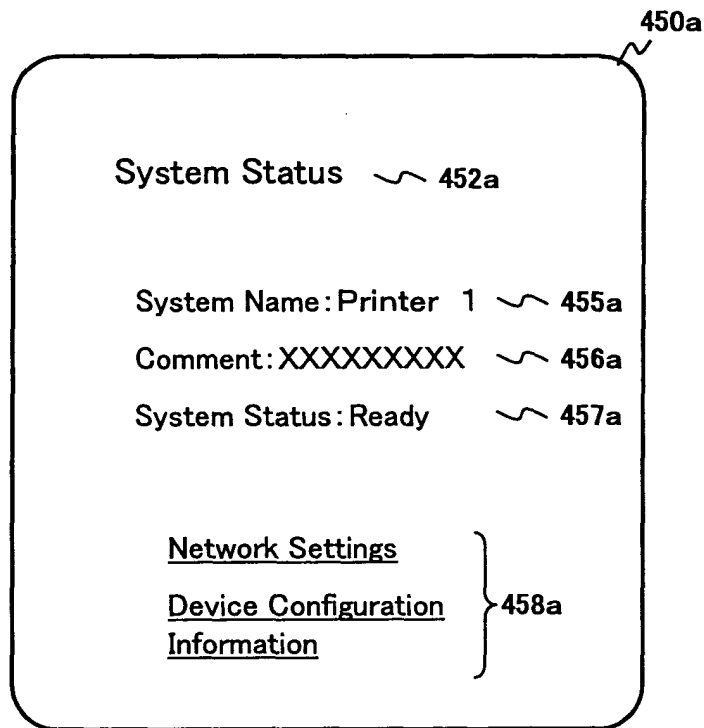 450a
System Status 452a
System Name:Printer 1 455a
Comment:XXXXXXXXX 456a
System Status:Ready 457a
Network Settings
Device Configuration 458a
Information